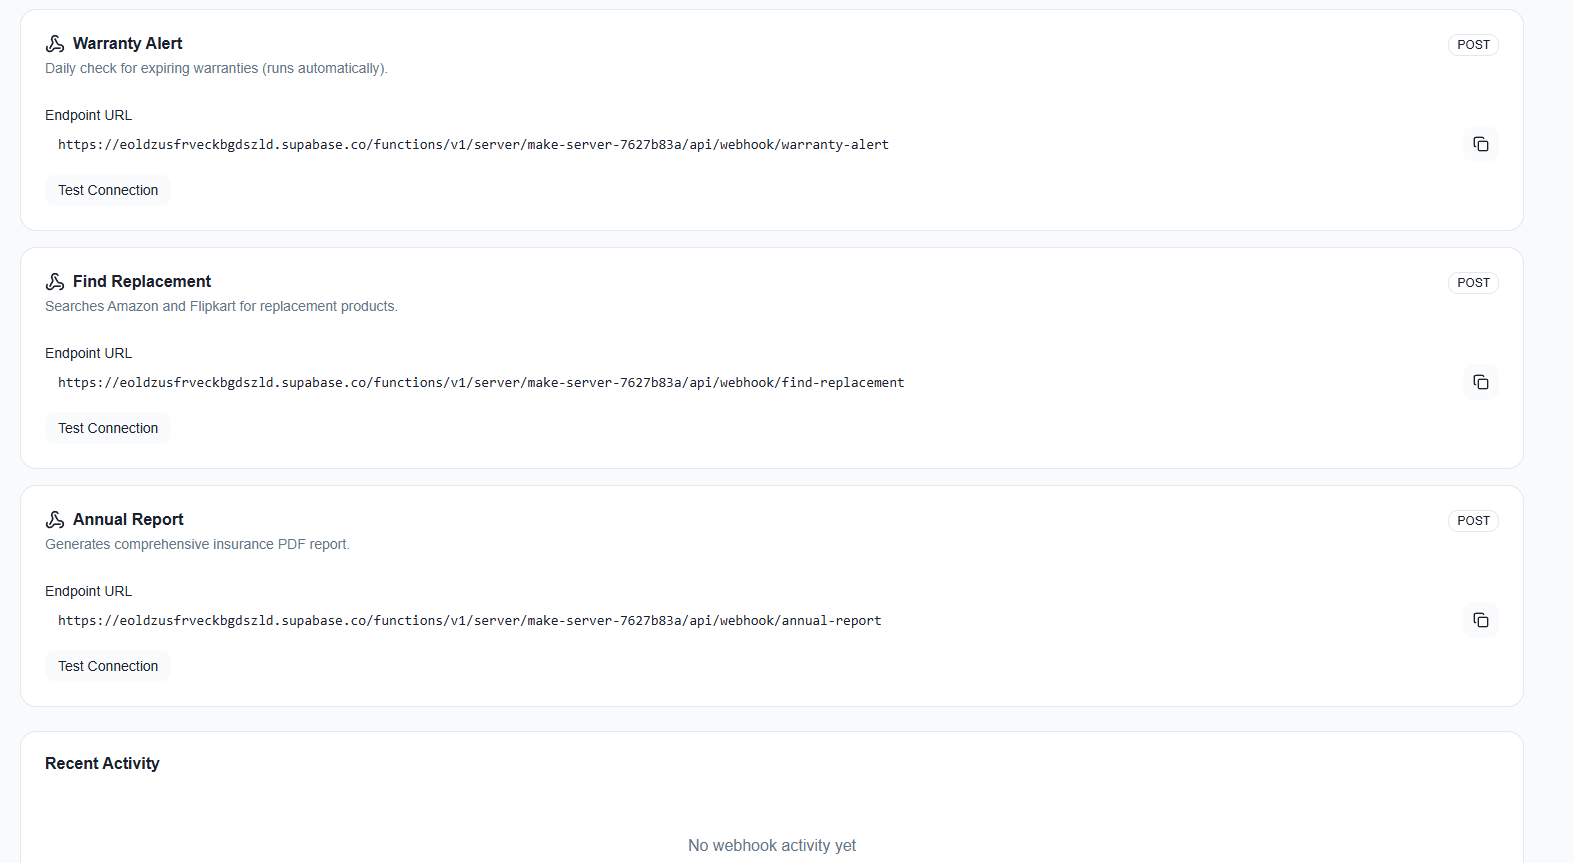 Warranty Alert
POST
Daily check for expiring warranties (runs automatically).
Endpoint URL
https://eoldzusfrveckbgdszld.supabase.co/functions/v1/server/make-server-7627b83a/api/webhook/warranty-alert
Test Connection
Find Replacement
POST
Searches Amazon and Flipkart for replacement products.
Endpoint URL
https://eoldzusfrveckbgdszld.supabase.co/functions/v1/server/make-server-7627b83a/api/webhook/find-replacement
Test Connection
Annual Report
POST
Generates comprehensive insurance PDF report.
Endpoint URL
https://eoldzusfrveckbgdszld.supabase.co/functions/v1/server/make-server-7627b83a/api/webhook/annual-report
Test Connection
Recent Activity
No webhook activity yet